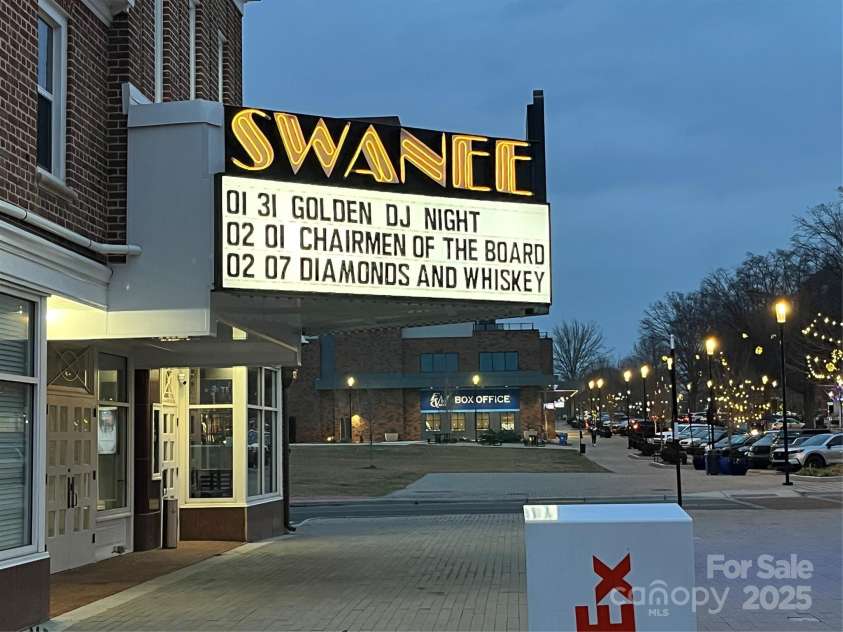 SWANEE
01 31 GOLDEN DJ NIGHT
02 01 CHAIRMEN OF THE BOARD
02 07 DIAMONDS AND WHISKEY
BOX OFFICE
Ex
For Sale
canopy MLS 2025